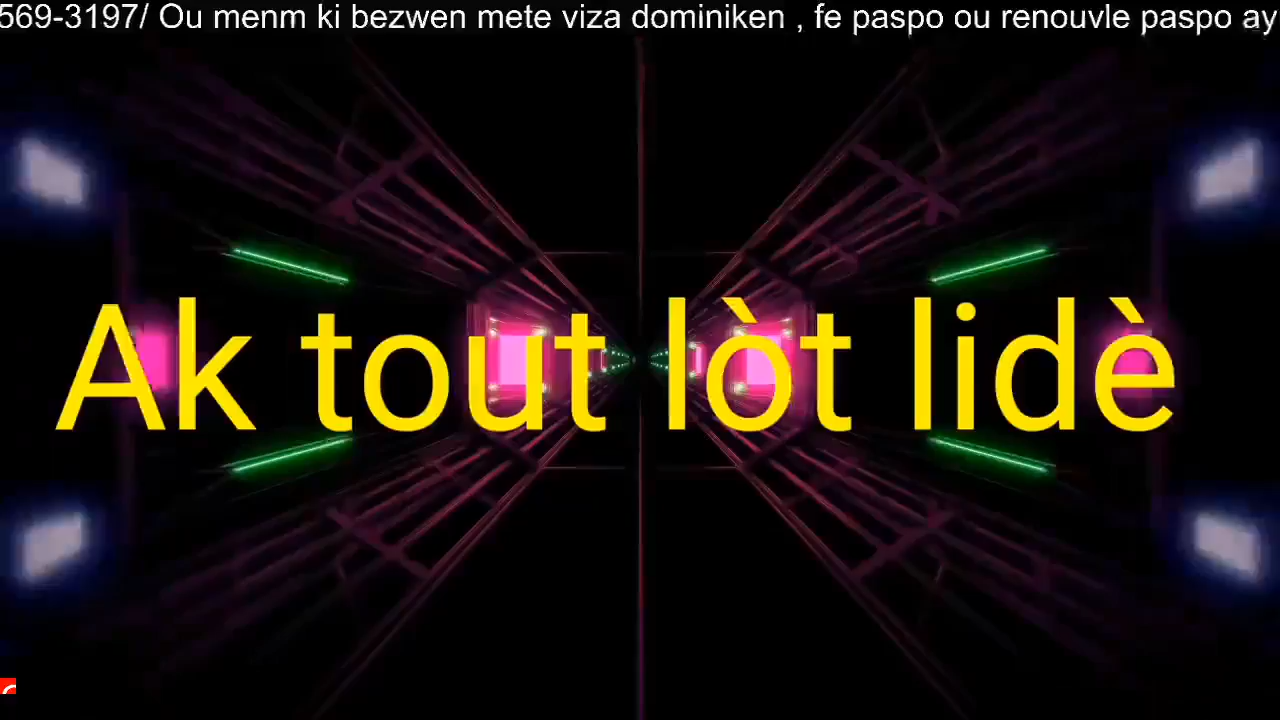 569-3197/ Ou menm ki bezwen mete viza dominiken , fe paspo ou renouvle paspo ay
Ak tout lòt lidè